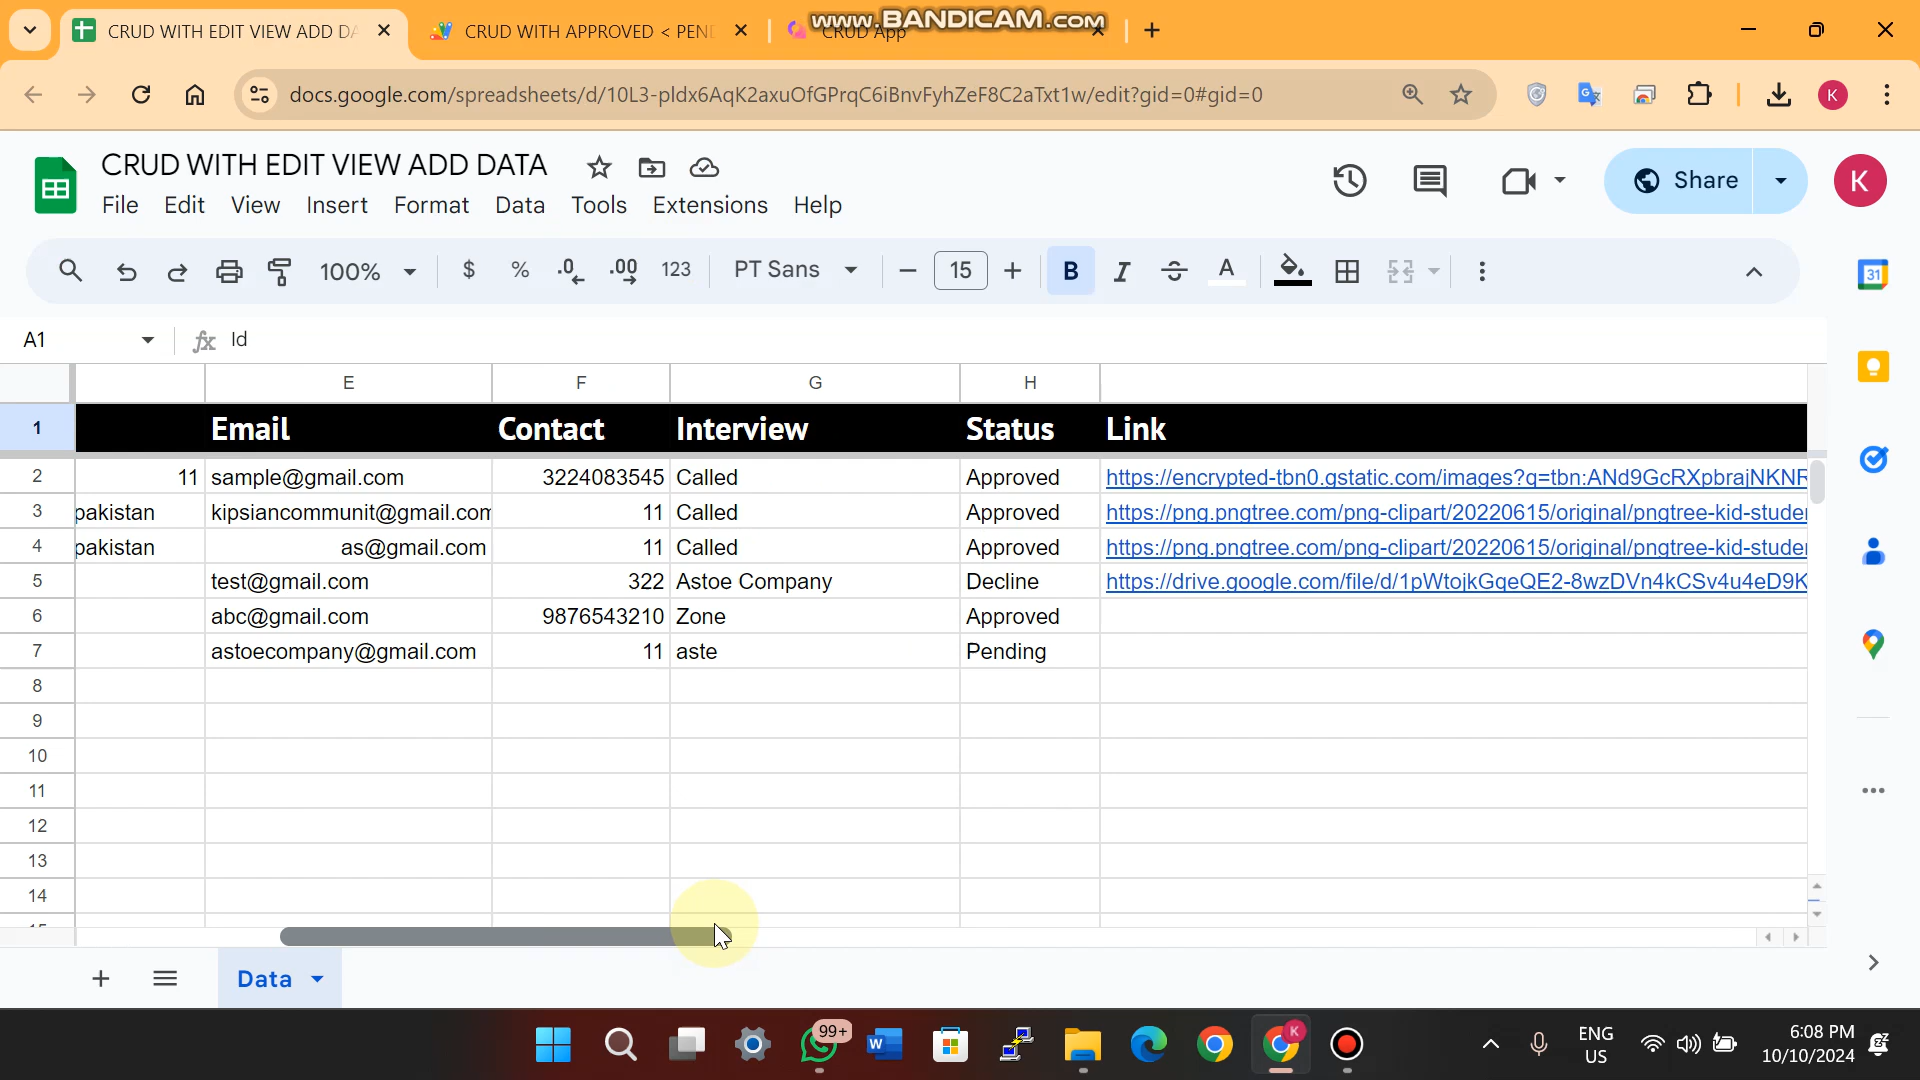 www.BANDICAM.com
CRUD WITH EDIT VIEW ADD DA
CRUD WITH APPROVED < PEND
CRUD App
docs.google.com/spreadsheets/d/10L3-pldx6AqK2axuOfGPrqC6iBnvFyhZeF8C2aTxt1w/edit?gid=0#gid=0
K
CRUD WITH EDIT VIEW ADD DATA
Share
K
File Edit View Insert Format Data Tools Extensions Help
100% $ % .0 .00 123 PT Sans 15 B I S A
31
A1 fx Id
E F G H
1 Email Contact Interview Status Link
2 11 sample@gmail.com 3224083545 Called Approved https://encrypted-tbn0.gstatic.com/images?q=tbn:ANd9GcRXpbrajNKNR
3 pakistan kipsiancommunit@gmail.com 11 Called Approved https://png.pngtree.com/png-clipart/20220615/original/pngtree-kid-studen
4 pakistan as@gmail.com 11 Called Approved https://png.pngtree.com/png-clipart/20220615/original/pngtree-kid-studen
5 test@gmail.com 322 Astoe Company Decline https://drive.google.com/file/d/1pWtojkGqeQE2-8wzDVn4kCSv4u4eD9K
6 abc@gmail.com 9876543210 Zone Approved
7 astoecompany@gmail.com 11 aste Pending
8
9
10
11
12
13
14
15
Data
99+
W
K
ENG
US
6:08 PM
10/10/2024